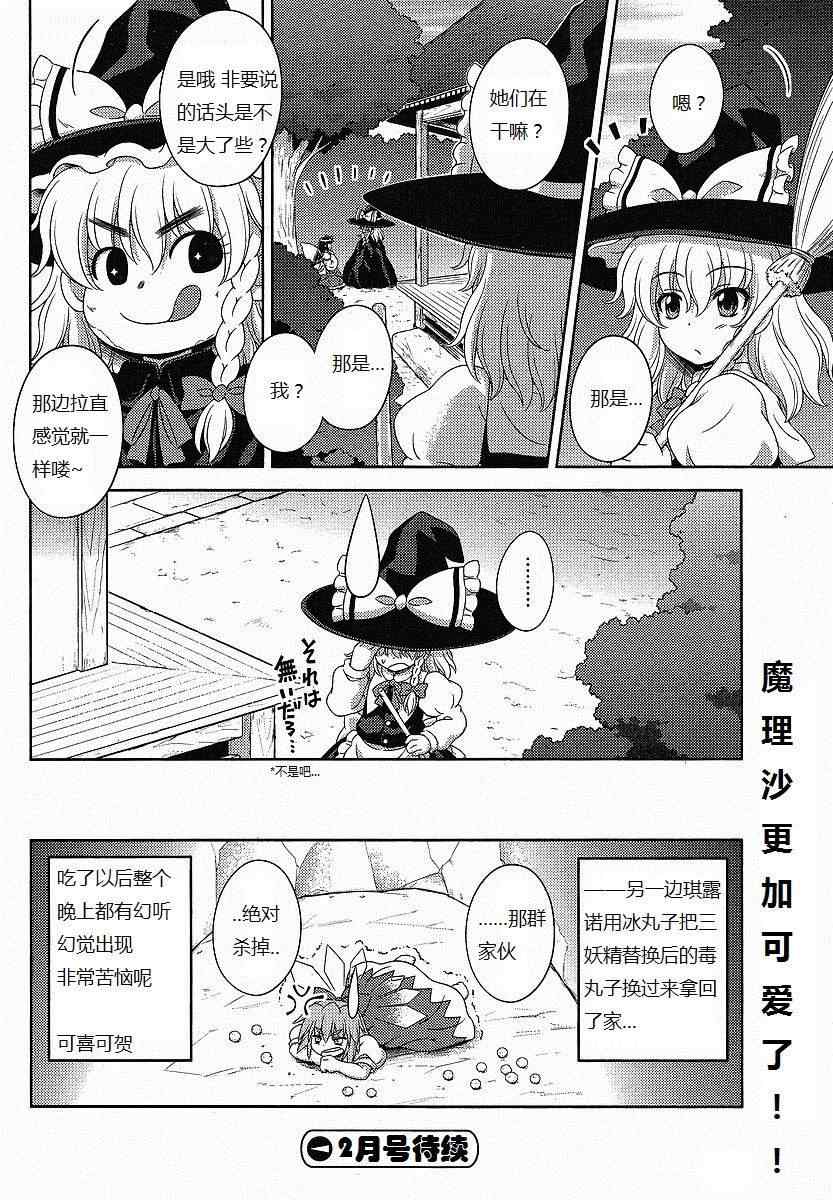 嗯？
那是...
她们在
干嘛？
那是...
我？
是哦 非要说
的话头是不
是大了些？
那边拉直
感觉就一
样喽~
………
それは
無いだろ…
*不是吧...
——另一边琪露
诺用冰丸子把三
妖精替换后的毒
丸子换过来拿回
了家...
......那群
家伙
..绝对
杀掉..
吃了以后整个
晚上都有幻听
幻觉出现
非常苦恼呢
可喜可贺
魔理沙更加可爱了！！
2月号待续